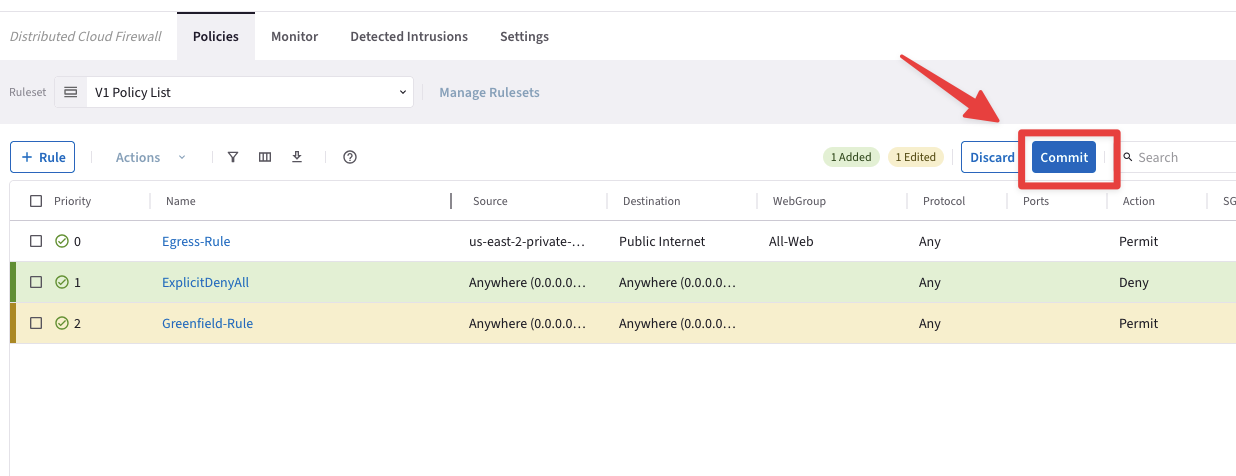 Distributed Cloud Firewall Policies Monitor Detected Intrusions Settings
Ruleset V1 Policy List Manage Rulesets
+ Rule Actions 1 Added 1 Edited Discard Commit Search
Priority Name Source Destination WebGroup Protocol Ports Action SG
0 Egress-Rule us-east-2-private-... Public Internet All-Web Any Permit
1 ExplicitDenyAll Anywhere (0.0.0.0... Anywhere (0.0.0.0... Any Deny
2 Greenfield-Rule Anywhere (0.0.0.0... Anywhere (0.0.0.0... Any Permit